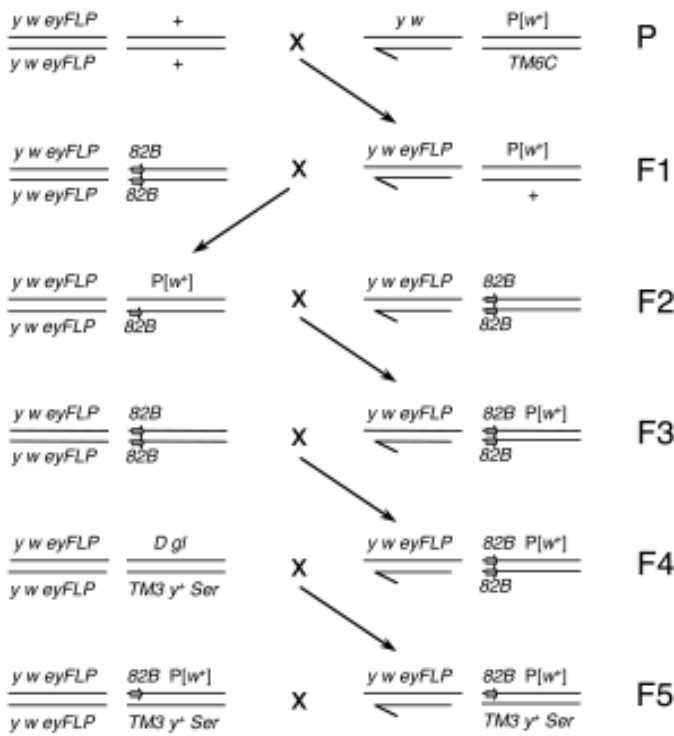 y w eyFLP + y w P[w⁺] P
X
y w eyFLP + TM6C
y w eyFLP 82B y w eyFLP P[w⁺] F1
X
y w eyFLP 82B +
y w eyFLP P[w⁺] y w eyFLP 82B F2
X
y w eyFLP 82B 82B
y w eyFLP 82B y w eyFLP 82B P[w⁺] F3
X
y w eyFLP 82B 82B
y w eyFLP D gl y w eyFLP 82B P[w⁺] F4
X
y w eyFLP TM3 y⁺ Ser 82B
y w eyFLP 82B P[w⁺] y w eyFLP 82B P[w⁺] F5
X
y w eyFLP TM3 y⁺ Ser TM3 y⁺ Ser